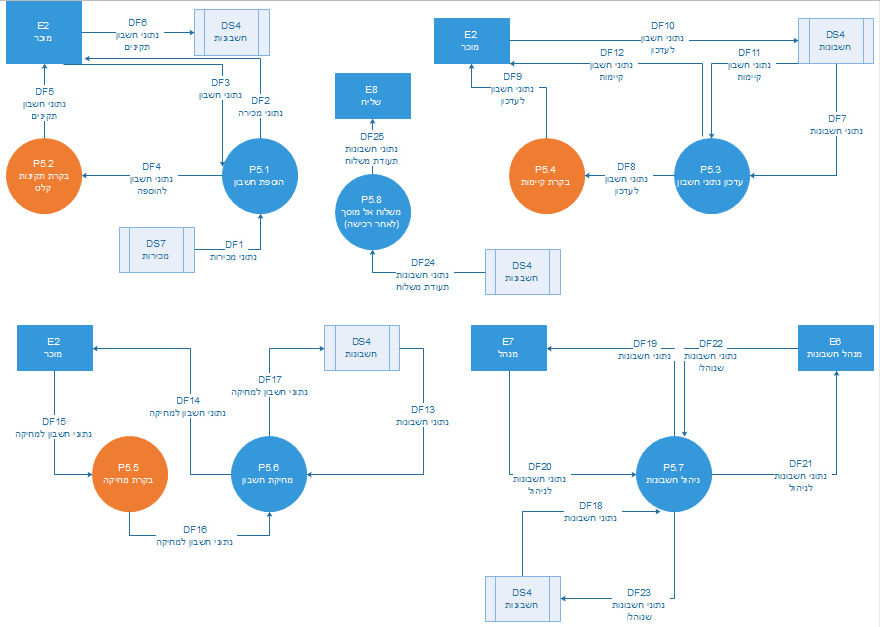 E2
מוכר
DF6
נתוני חשבון
תקינים
DS4
חשבונות
DF3
נתוני חשבון
DF2
נתוני מכירה
DF5
נתוני חשבון
תקינים
P5.2
בקרת תקינות
קלט
DF4
נתוני חשבון
להוספה
P5.1
הוספת חשבון
DS7
מכירות
DF1
נתוני מכירות
E8
שליח
DF25
נתוני חשבונות
תעודת משלוח
P5.8
משלוח אל מוסך
(לאחר רכישה)
DF24
נתוני חשבונות
תעודת משלוח
DS4
חשבונות
E2
מוכר
DF10
נתוני חשבון
לעדכון
DS4
חשבונות
DF12
נתוני חשבון
קיימות
DF11
נתוני חשבון
קיימות
DF9
נתוני חשבון
לעדכון
DF7
נתוני חשבונות
P5.4
בקרת קיימות
DF8
נתוני חשבון
לעדכון
P5.3
עדכון נתוני חשבון
E2
מוכר
DS4
חשבונות
DF17
נתוני חשבון למחיקה
DF14
נתוני חשבון למחיקה
DF13
נתוני חשבונות
DF15
נתוני חשבון למחיקה
P5.5
בקרת מחיקה
P5.6
מחיקת חשבון
DF16
נתוני חשבון למחיקה
E7
מנהל
DF19
נתוני חשבונות
DF22
נתוני חשבונות
שנוהלו
E6
מנהל חשבונות
DF20
נתוני חשבונות
לניהול
P5.7
ניהול חשבונות
DF21
נתוני חשבונות
לניהול
DF18
נתוני חשבונות
DS4
חשבונות
DF23
נתוני חשבונות
שנוהלו